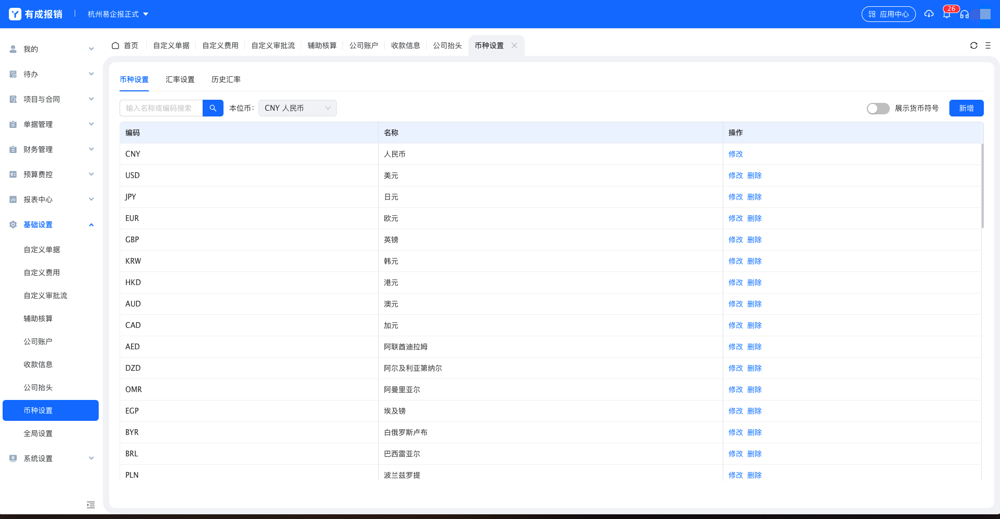 有成报销 杭州易企报正式 应用中心 26
我的
待办
项目与合同
单据管理
财务管理
预算费控
报表中心
基础设置
自定义单据
自定义费用
自定义审批流
辅助核算
公司账户
收款信息
公司抬头
币种设置
全局设置
系统设置
首页 自定义单据 自定义费用 自定义审批流 辅助核算 公司账户 收款信息 公司抬头 币种设置
币种设置 汇率设置 历史汇率
输入名称或编码搜索 本位币: CNY 人民币 展示货币符号 新增
编码 名称 操作
CNY 人民币 修改
USD 美元 修改 删除
JPY 日元 修改 删除
EUR 欧元 修改 删除
GBP 英镑 修改 删除
KRW 韩元 修改 删除
HKD 港元 修改 删除
AUD 澳元 修改 删除
CAD 加元 修改 删除
AED 阿联酋迪拉姆 修改 删除
DZD 阿尔及利亚第纳尔 修改 删除
OMR 阿曼里亚尔 修改 删除
EGP 埃及镑 修改 删除
BYR 白俄罗斯卢布 修改 删除
BRL 巴西雷亚尔 修改 删除
PLN 波兰兹罗提 修改 删除